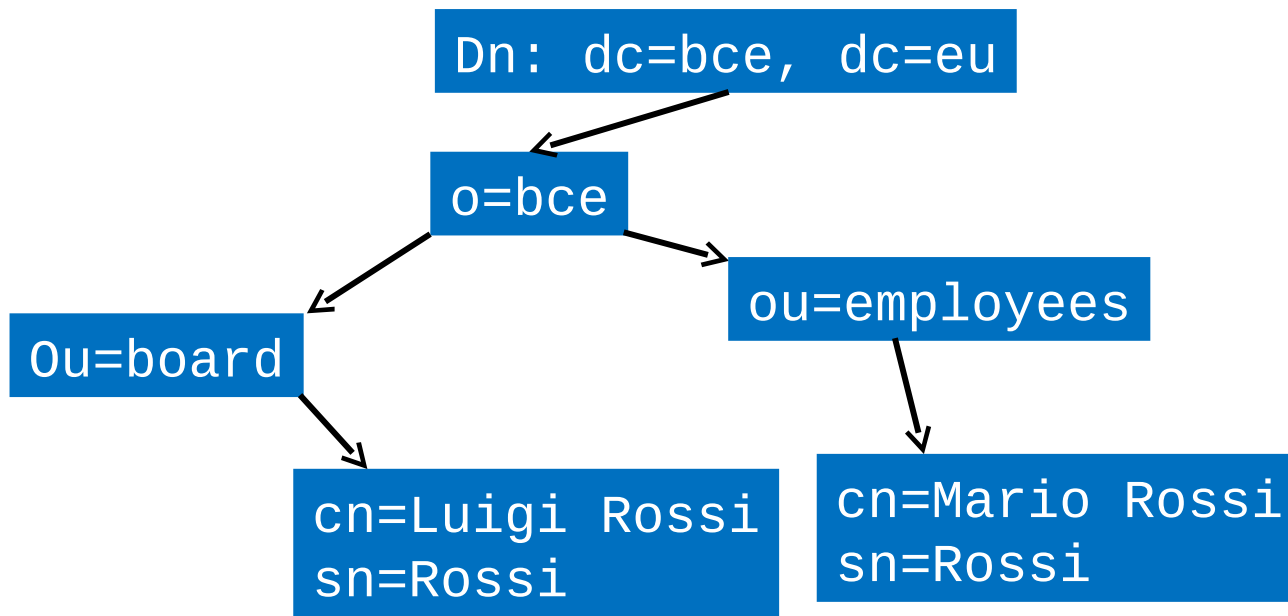 Dn: dc=bce, dc=eu
o=bce
ou=employees
Ou=board
cn=Luigi Rossi
sn=Rossi
cn=Mario Rossi
sn=Rossi